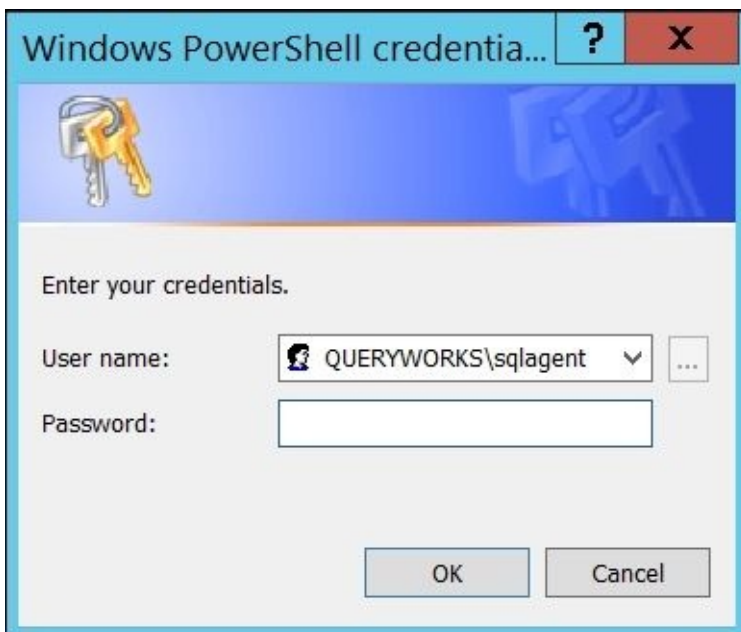 Windows PowerShell credentia... ? X
Enter your credentials.
User name: QUERYWORKS\sqlagent ...
Password:
OK Cancel